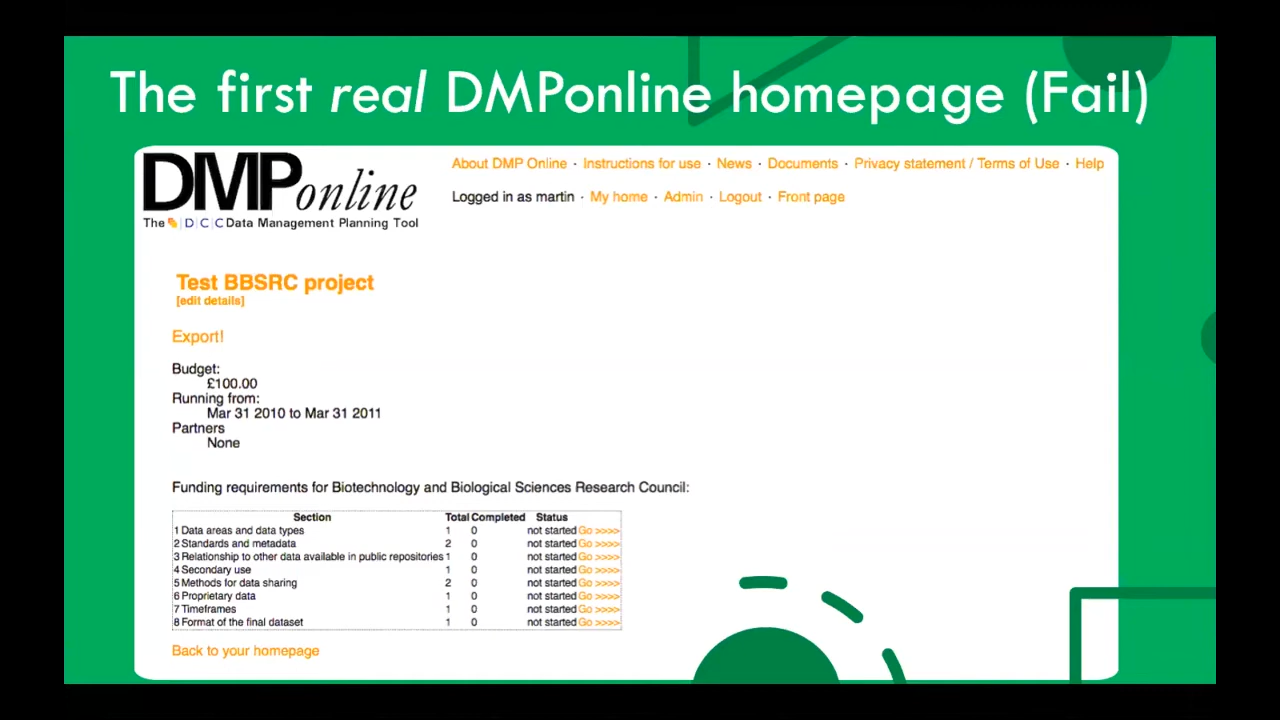 The first real DMPonline homepage (Fail)
DMPonline
The DCC Data Management Planning Tool
About DMP Online · Instructions for use · News · Documents · Privacy statement / Terms of Use · Help
Logged in as martin · My home · Admin · Logout · Front page
Test BBSRC project
[edit details]
Export!
Budget:
£100.00
Running from:
Mar 31 2010 to Mar 31 2011
Partners
None
Funding requirements for Biotechnology and Biological Sciences Research Council:
Section Total Completed Status
1 Data areas and data types 1 0 not started Go >>>>
2 Standards and metadata 2 0 not started Go >>>>
3 Relationship to other data available in public repositories 1 0 not started Go >>>>
4 Secondary use 1 0 not started Go >>>>
5 Methods for data sharing 2 0 not started Go >>>>
6 Proprietary data 1 0 not started Go >>>>
7 Timeframes 1 0 not started Go >>>>
8 Format of the final dataset 1 0 not started Go >>>>
Back to your homepage